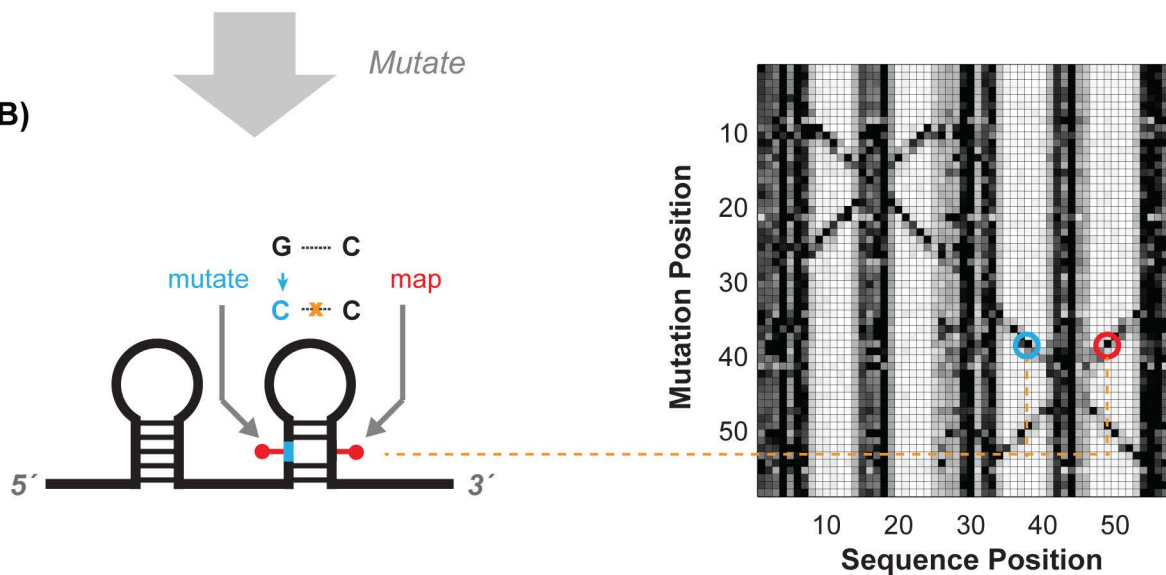 Mutate
B)
G C
mutate
map
C x C
5´
3´
Mutation Position
10
20
30
40
50
10 20 30 40 50
Sequence Position